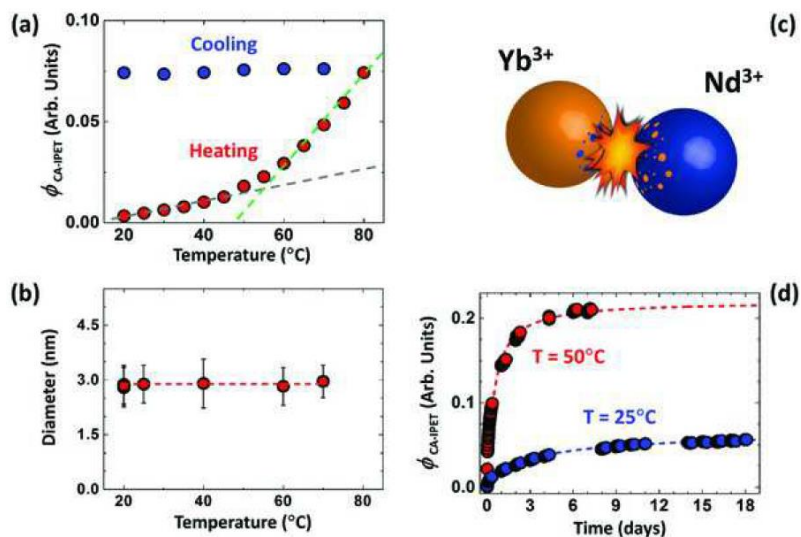 (a)
0.10
0.05
0.00
ϕ CA-IPET (Arb. Units)
Cooling
Heating
20 40 60 80
Temperature (°C)
(c)
Yb³⁺
Nd³⁺
(b)
4.5
3.0
1.5
0.0
Diameter (nm)
20 40 60 80
Temperature (°C)
(d)
0.2
0.1
0.0
ϕ CA-IPET (Arb. Units)
T = 50°C
T = 25°C
0 3 6 9 12 15 18
Time (days)